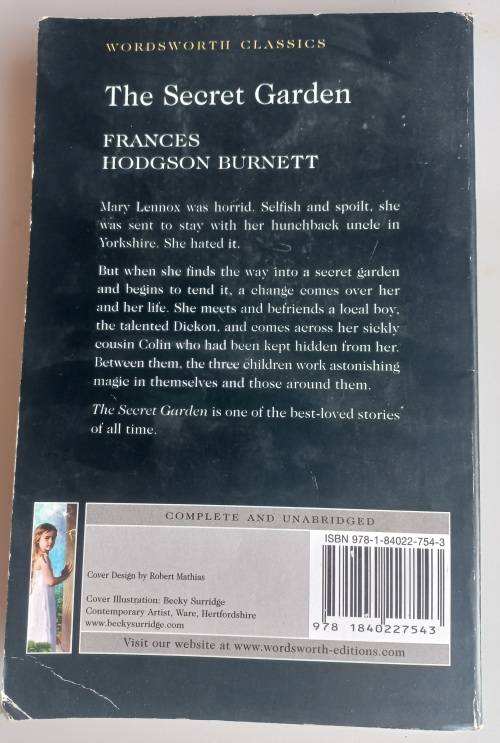 WORDSWORTH CLASSICS
The Secret Garden
FRANCES
HODGSON BURNETT
Mary Lennox was horrid. Selfish and spoilt, she
was sent to stay with her hunchback uncle in
Yorkshire. She hated it.
But when she finds the way into a secret garden
and begins to tend it, a change comes over her
and her life. She meets and befriends a local boy,
the talented Dickon, and comes across her sickly
cousin Colin who had been kept hidden from her.
Between them, the three children work astonishing
magic in themselves and those around them.
The Secret Garden is one of the best-loved stories
of all time.
COMPLETE AND UNABRIDGED
ISBN 978-1-84022-754-3
Cover Design by Robert Mathias
Cover Illustration: Becky Surridge
Contemporary Artist, Ware, Hertfordshire
www.beckysurridge.com
9 781840 227543
Visit our website at www.wordsworth-editions.com